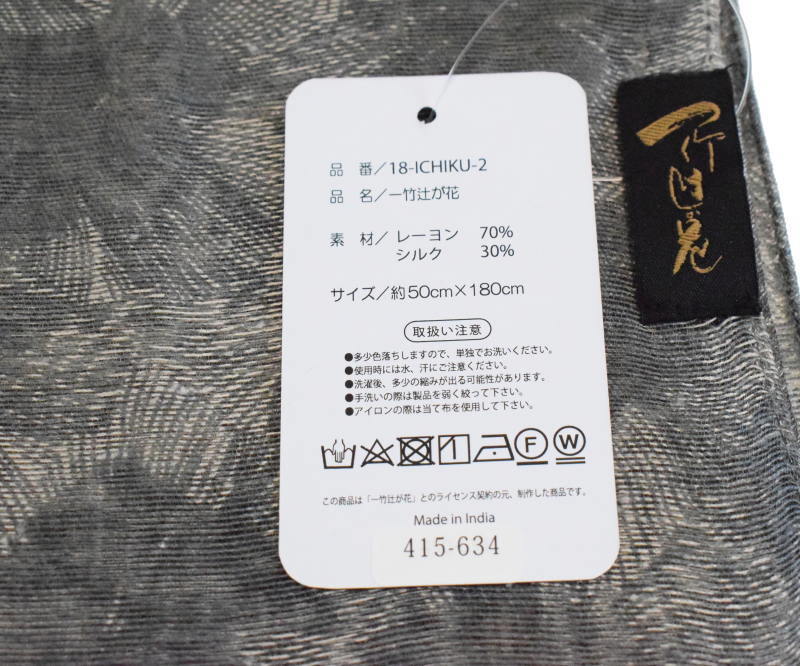 品 番／18-ICHIKU-2
品 名／一竹辻が花
素 材／レーヨン 70%
シルク 30%
サイズ／約50cm×180cm
取扱い注意
●多少色落ちしますので、単独でお洗いください。
●使用時には水、汗にご注意ください。
●洗濯後、多少の縮みが出る可能性があります。
●手洗いの際は製品を弱く絞って下さい。
●アイロンの際は当て布を使用して下さい。
F W
この商品は「一竹辻が花」とのライセンス契約の元、制作した商品です。
Made in India
415-634
一竹辻が花